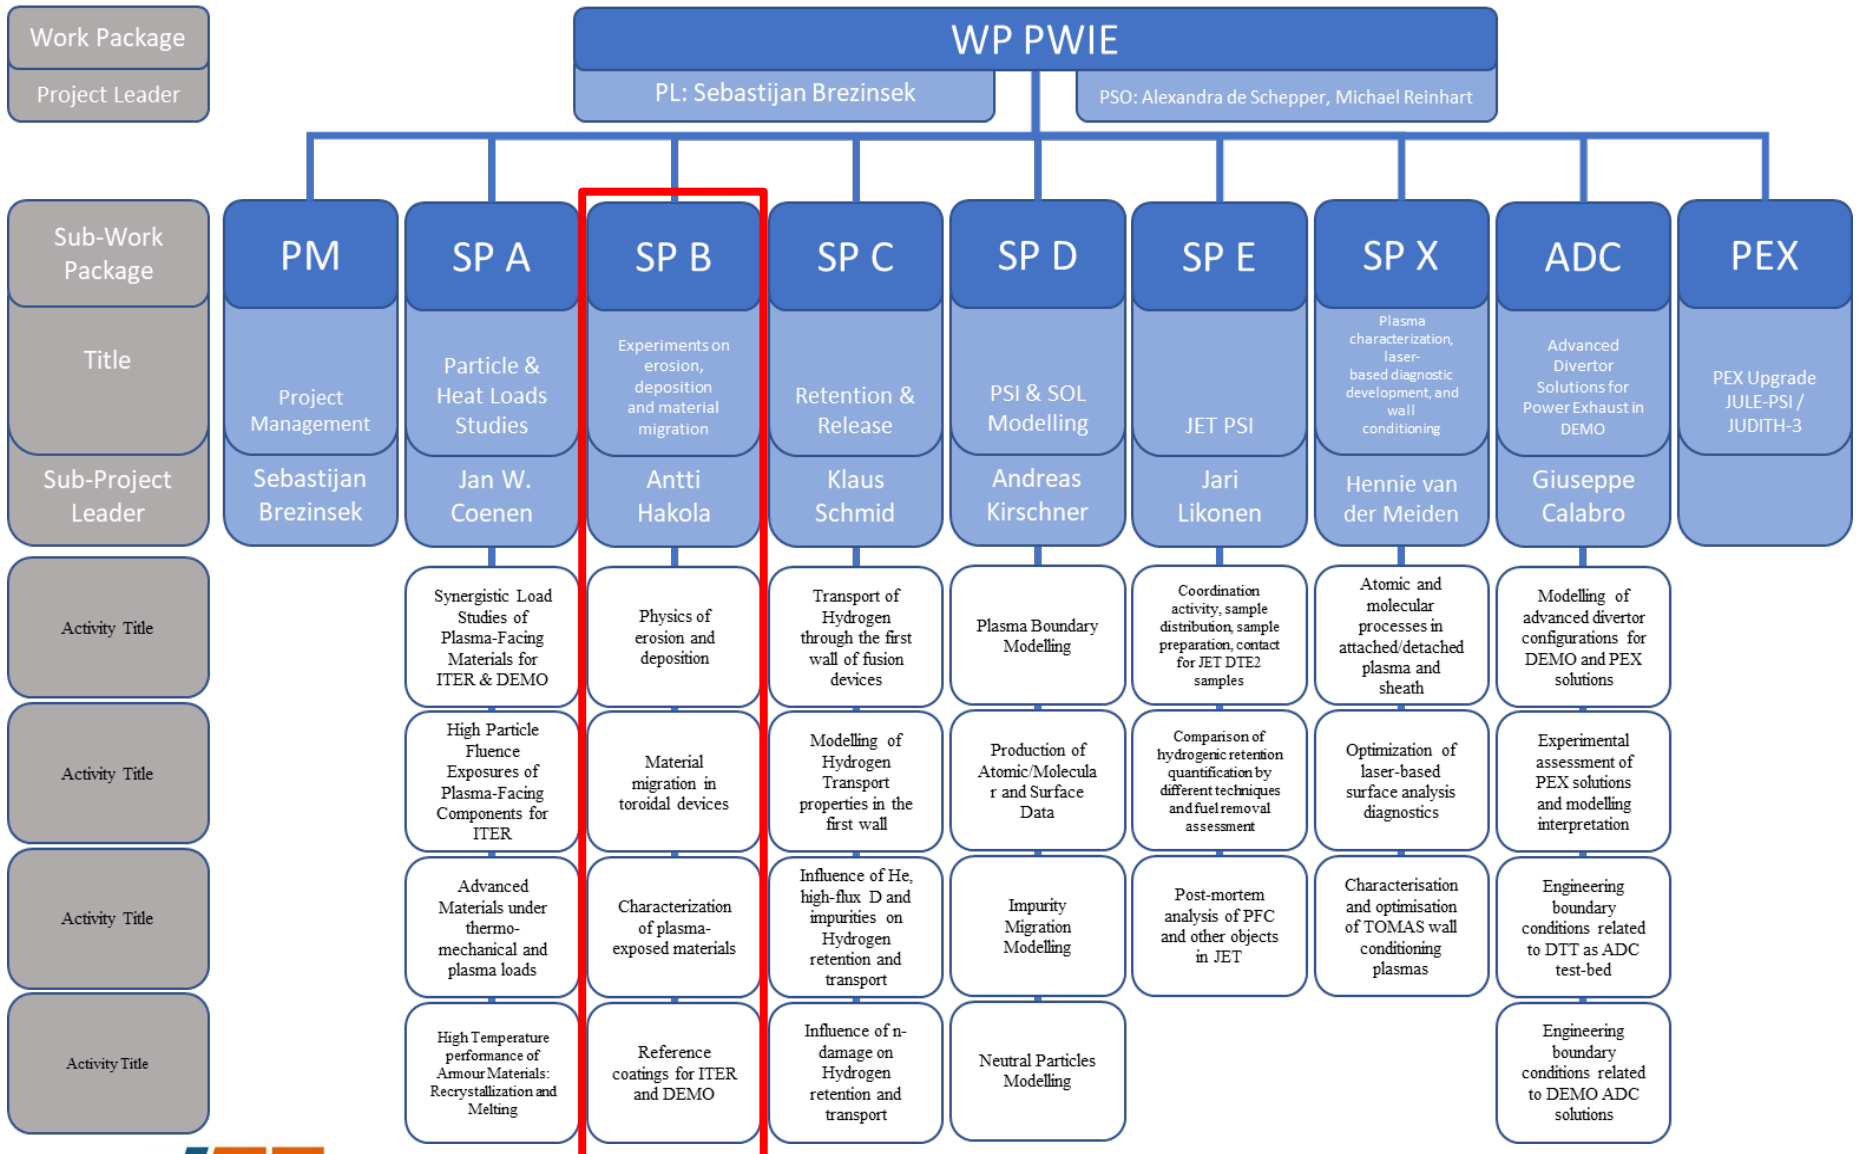 Work Package
Project Leader
WP PWIE
PL: Sebastijan Brezinsek
PSO: Alexandra de Schepper, Michael Reinhart
Sub-Work
Package
Title
Sub-Project
Leader
PM
Project
Management
Sebastijan
Brezinsek
SP A
Particle &
Heat Loads
Studies
Jan W.
Coenen
SP B
Experiments on
erosion,
deposition
and material
migration
Antti
Hakola
SP C
Retention &
Release
Klaus
Schmid
SP D
PSI & SOL
Modelling
Andreas
Kirschner
SP E
JET PSI
Jari
Likonen
SP X
Plasma
characterization,
laser-
based diagnostic
development, and
wall
conditioning
Hennie van
der Meiden
ADC
Advanced
Divertor
Solutions for
Power Exhaust in
DEMO
Giuseppe
Calabro
PEX
PEX Upgrade
JULE-PSI /
JUDITH-3
Activity Title
Synergistic Load
Studies of
Plasma-Facing
Materials for
ITER & DEMO
Physics of
erosion and
deposition
Transport of
Hydrogen
through the first
wall of fusion
devices
Plasma Boundary
Modelling
Coordination
activity, sample
distribution, sample
preparation, contact
for JET DTE2
samples
Atomic and
molecular
processes in
attached/detached
plasma and
sheath
Modelling of
advanced divertor
configurations for
DEMO and PEX
solutions
Activity Title
High Particle
Fluence
Exposures of
Plasma-Facing
Components for
ITER
Material
migration in
toroidal devices
Modelling of
Hydrogen
Transport
properties in the
first wall
Production of
Atomic/Molecula
r and Surface
Data
Comparison of
hydrogenic retention
quantification by
different techniques
and fuel removal
assessment
Optimization of
laser-based
surface analysis
diagnostics
Experimental
assessment of
PEX solutions
and modelling
interpretation
Activity Title
Advanced
Materials under
thermo-
mechanical and
plasma loads
Characterization
of plasma-
exposed materials
Influence of He,
high-flux D and
impurities on
Hydrogen
retention and
transport
Impurity
Migration
Modelling
Post-mortem
analysis of PFC
and other objects
in JET
Characterisation
and optimisation
of TOMAS wall
conditioning
plasmas
Engineering
boundary
conditions related
to DTT as ADC
test-bed
Activity Title
High Temperature
performance of
Armour Materials:
Recrystallization and
Melting
Reference
coatings for ITER
and DEMO
Influence of n-
damage on
Hydrogen
retention and
transport
Neutral Particles
Modelling
Engineering
boundary
conditions related
to DEMO ADC
solutions